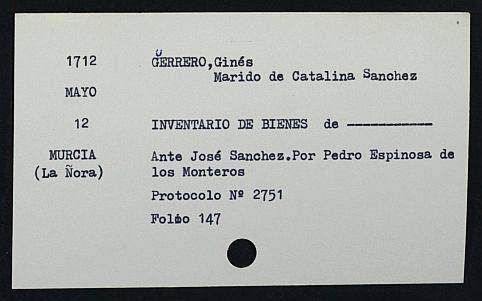 1712 GUERRERO,Ginés
Marido de Catalina Sanchez
MAYO
12 INVENTARIO DE BIENES de ----------
MURCIA Ante José Sanchez.Por Pedro Espinosa de
(La Ñora) los Monteros
Protocolo Nº 2751
Folio 147